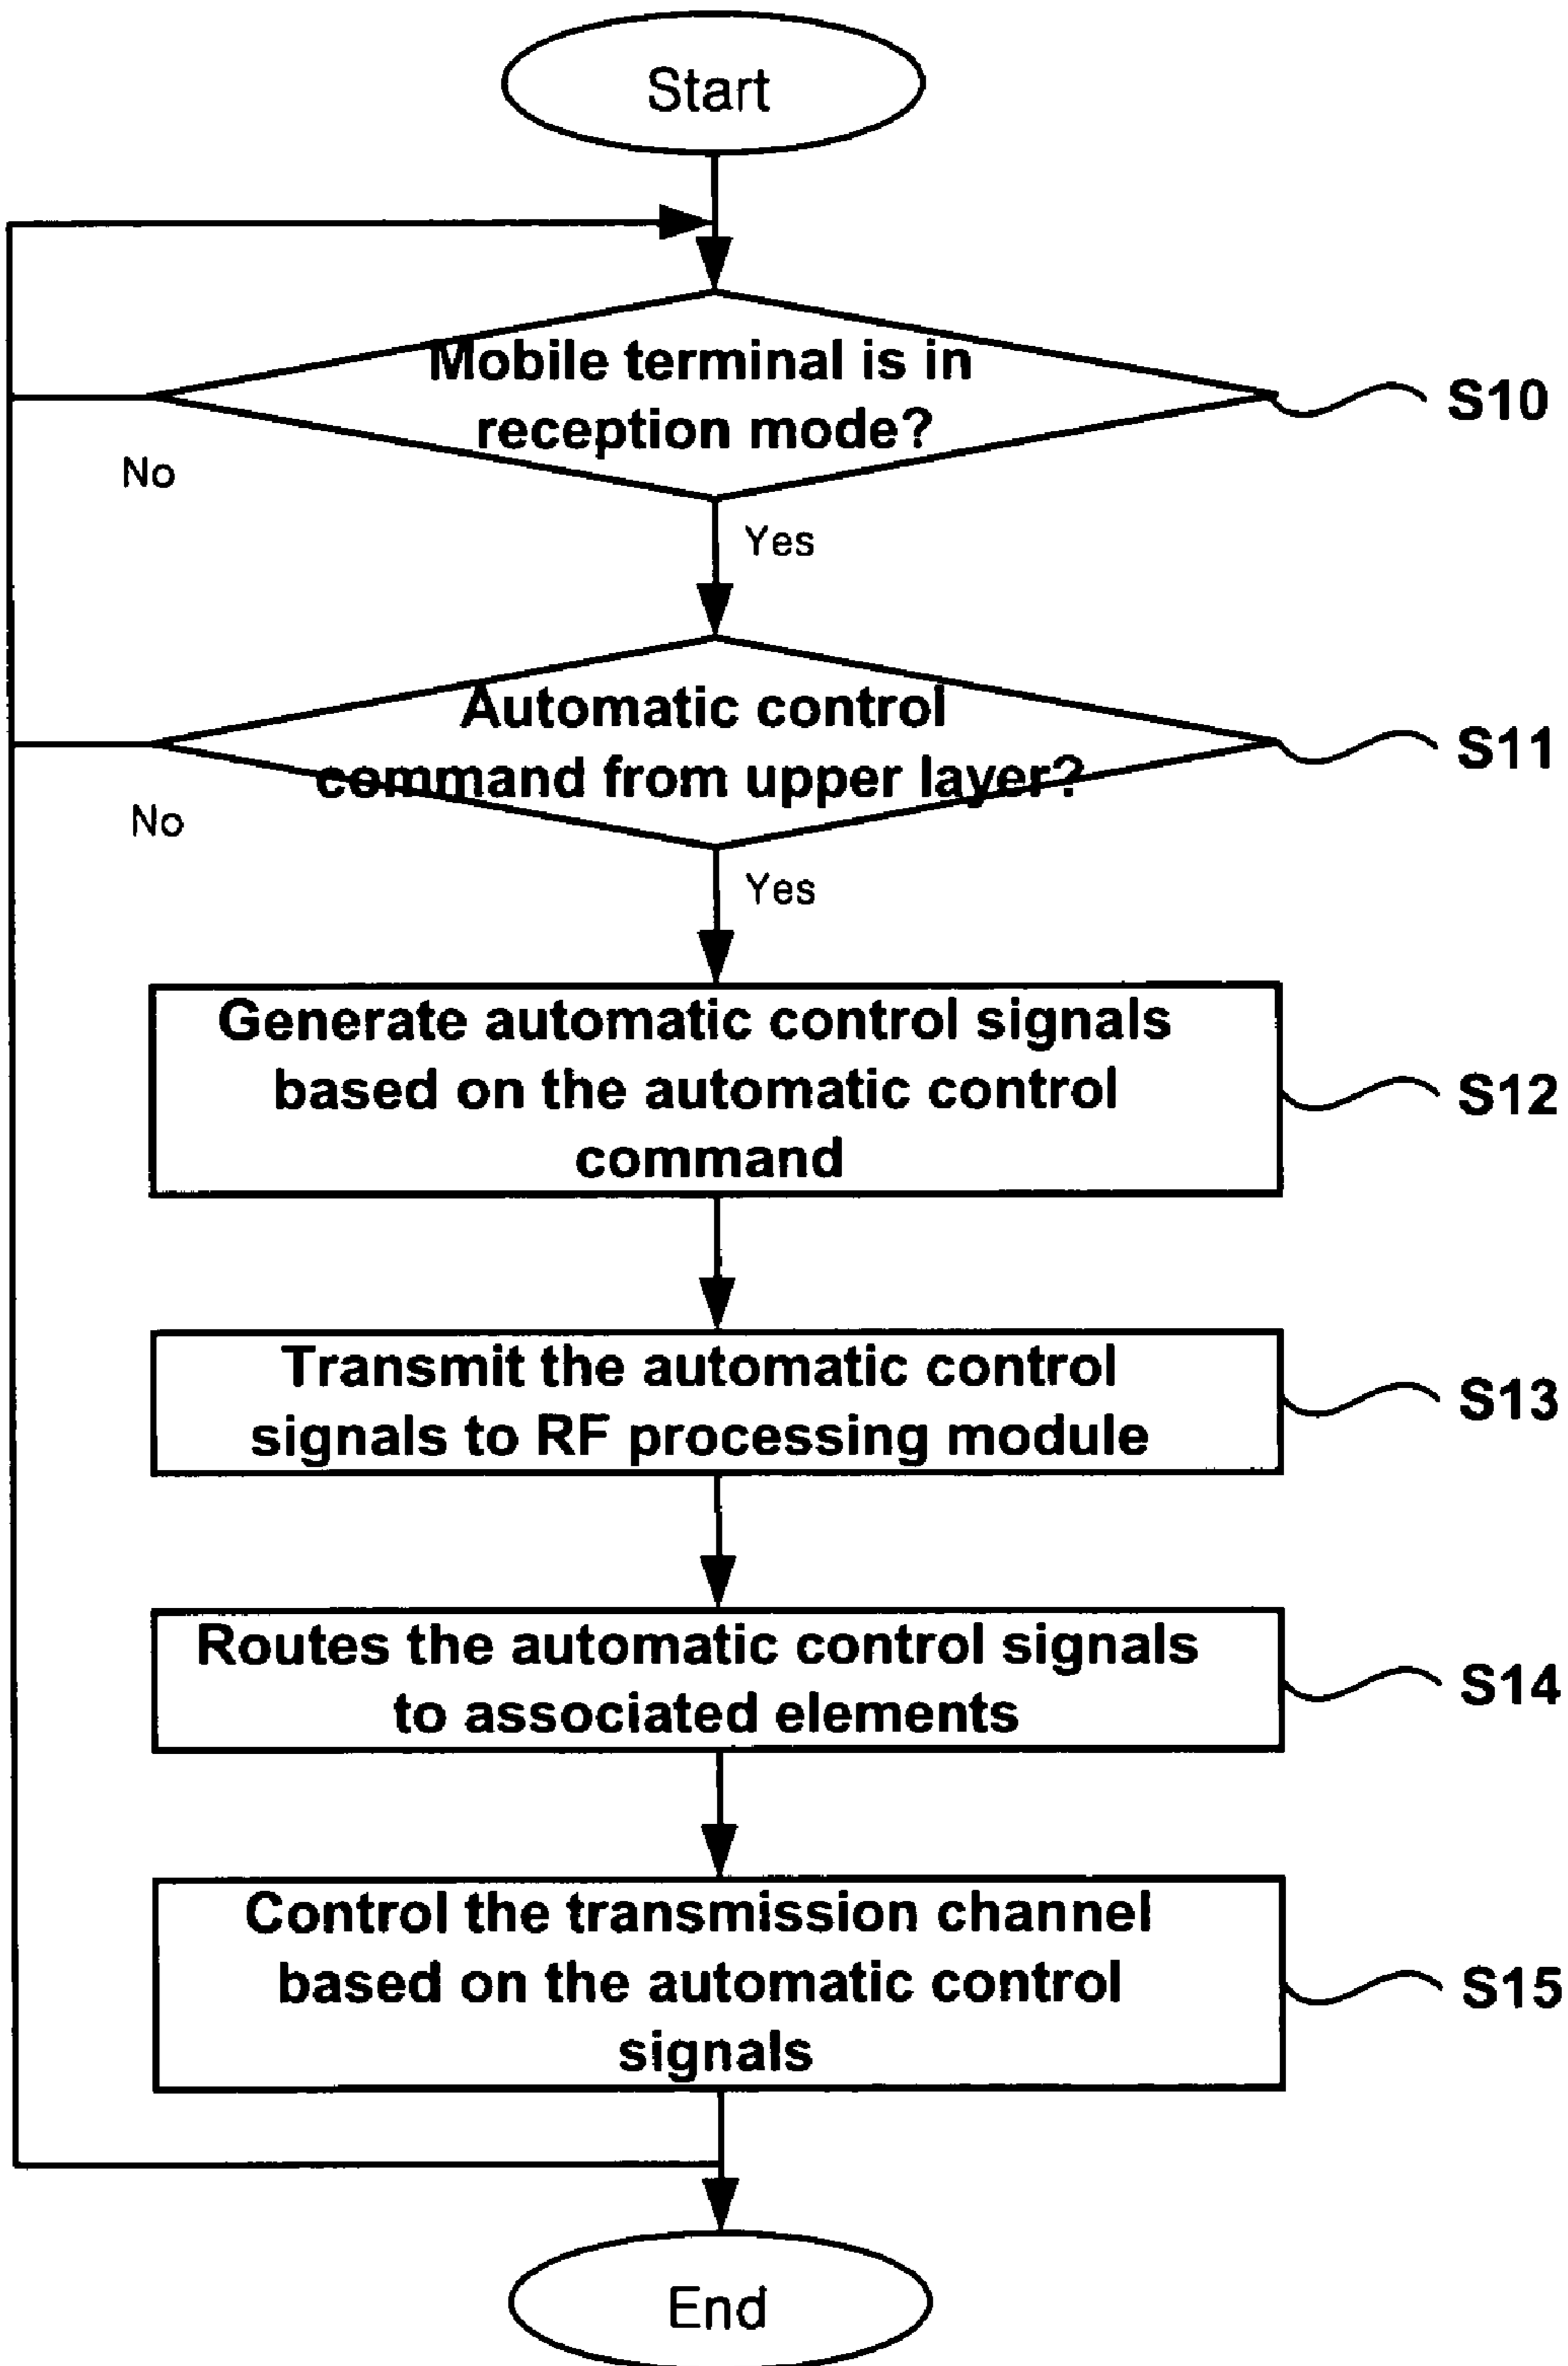 Start
Mobile terminal is in
reception mode?
S10
No
Yes
Automatic control
command from upper layer?
S11
No
Yes
Generate automatic control signals
based on the automatic control
command
S12
Transmit the automatic control
signals to RF processing module
S13
Routes the automatic control signals
to associated elements
S14
Control the transmission channel
based on the automatic control
signals
S15
End